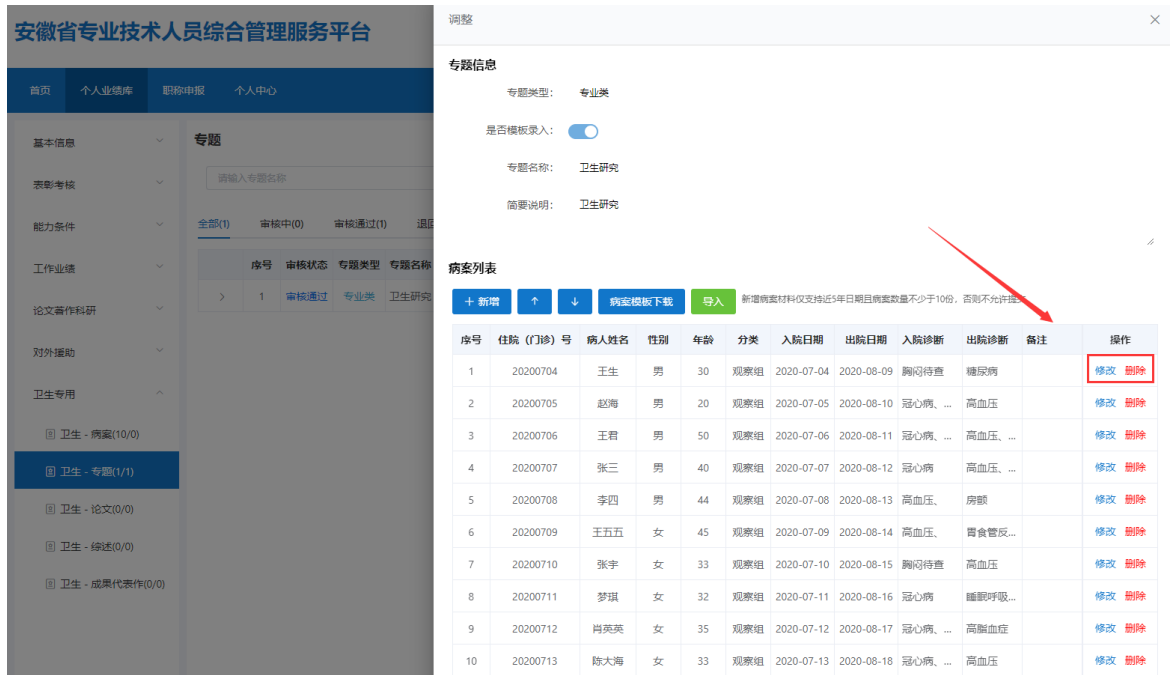 安徽省专业技术人员综合管理服务平台
首页 个人业绩库 职称申报 个人中心
基本信息
表彰考核
能力条件
工作业绩
论文著作科研
对外援助
卫生专用
卫生 - 病案(10/0)
卫生 - 专题(1/1)
卫生 - 论文(0/0)
卫生 - 综述(0/0)
卫生 - 成果代表作(0/0)
专题
请输入专题名称
全部(1) 审核中(0) 审核通过(1) 退回
序号 审核状态 专题类型 专题名称
1 审核通过 专业类 卫生研究
调整
专题信息
专题类型： 专业类
是否模板录入：
专题名称： 卫生研究
简要说明： 卫生研究
病案列表
+ 新增 ↑ ↓ 病案模板下载 导入 新增病案材料仅支持近5年日期且病案数量不少于10份，否则不允许提交
序号 住院（门诊）号 病人姓名 性别 年龄 分类 入院日期 出院日期 入院诊断 出院诊断 备注 操作
1 20200704 王生 男 30 观察组 2020-07-04 2020-08-09 胸闷待查 糖尿病 修改 删除
2 20200705 赵海 男 20 观察组 2020-07-05 2020-08-10 冠心病、... 高血压 修改 删除
3 20200706 王君 男 50 观察组 2020-07-06 2020-08-11 冠心病、... 高血压、... 修改 删除
4 20200707 张三 男 40 观察组 2020-07-07 2020-08-12 冠心病 高血压、... 修改 删除
5 20200708 李四 男 44 观察组 2020-07-08 2020-08-13 高血压、 房颤 修改 删除
6 20200709 王五五 女 45 观察组 2020-07-09 2020-08-14 高血压、 胃食管反... 修改 删除
7 20200710 张宇 女 33 观察组 2020-07-10 2020-08-15 胸闷待查 高血压 修改 删除
8 20200711 梦琪 女 32 观察组 2020-07-11 2020-08-16 冠心病 睡眠呼吸... 修改 删除
9 20200712 肖英英 女 35 观察组 2020-07-12 2020-08-17 冠心病、... 高脂血症 修改 删除
10 20200713 陈大海 女 33 观察组 2020-07-13 2020-08-18 冠心病、... 高血压 修改 删除